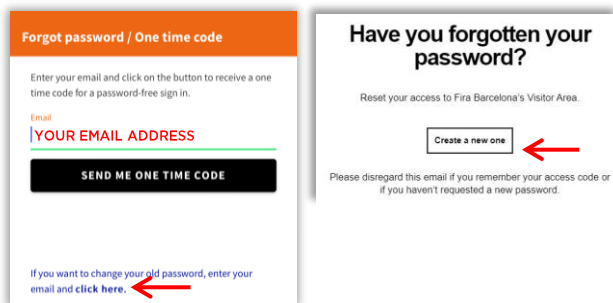 Forgot password / One time code
Enter your email and click on the button to receive a one
time code for a password-free sign in.
Email
YOUR EMAIL ADDRESS
SEND ME ONE TIME CODE
If you want to change your old password, enter your
email and click here.
Have you forgotten your
password?
Reset your access to Fira Barcelona's Visitor Area.
Create a new one
Please disregard this email if you remember your access code or
if you haven't requested a new password.